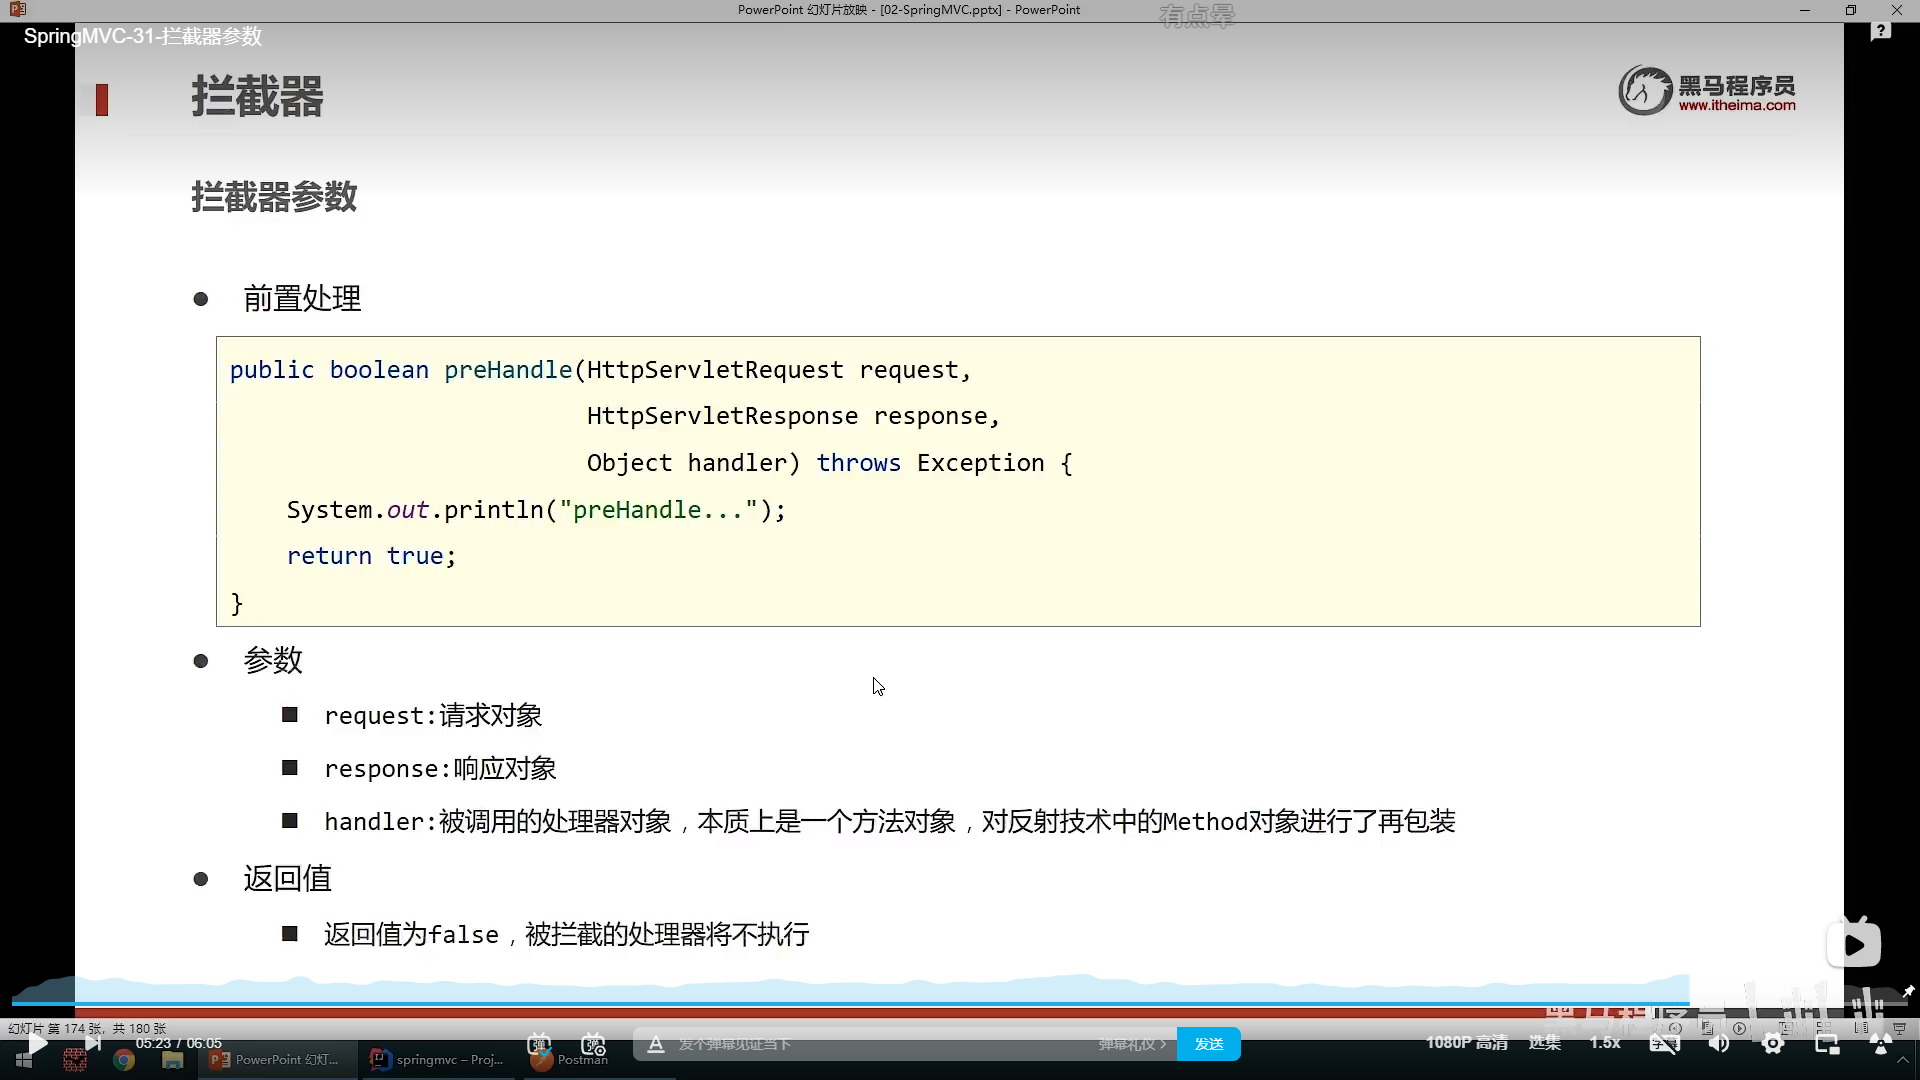 PowerPoint 幻灯片放映 - [02-SpringMVC.pptx] - PowerPoint
有点晕
SpringMVC-31-拦截器参数
拦截器
黑马程序员
www.itheima.com
拦截器参数
前置处理
public boolean preHandle(HttpServletRequest request,
HttpServletResponse response,
Object handler) throws Exception {
System.out.println("preHandle...");
return true;
}
参数
request:请求对象
response:响应对象
handler:被调用的处理器对象，本质上是一个方法对象，对反射技术中的Method对象进行了再包装
返回值
返回值为false，被拦截的处理器将不执行
幻灯片 第 174 张，共 180 张
05:23 / 06:05
发个弹幕见证当下
弹幕礼仪 >
发送
1080P 高清
选集
1.5x
PowerPoint 幻灯...
springmvc – Proj...
Postman